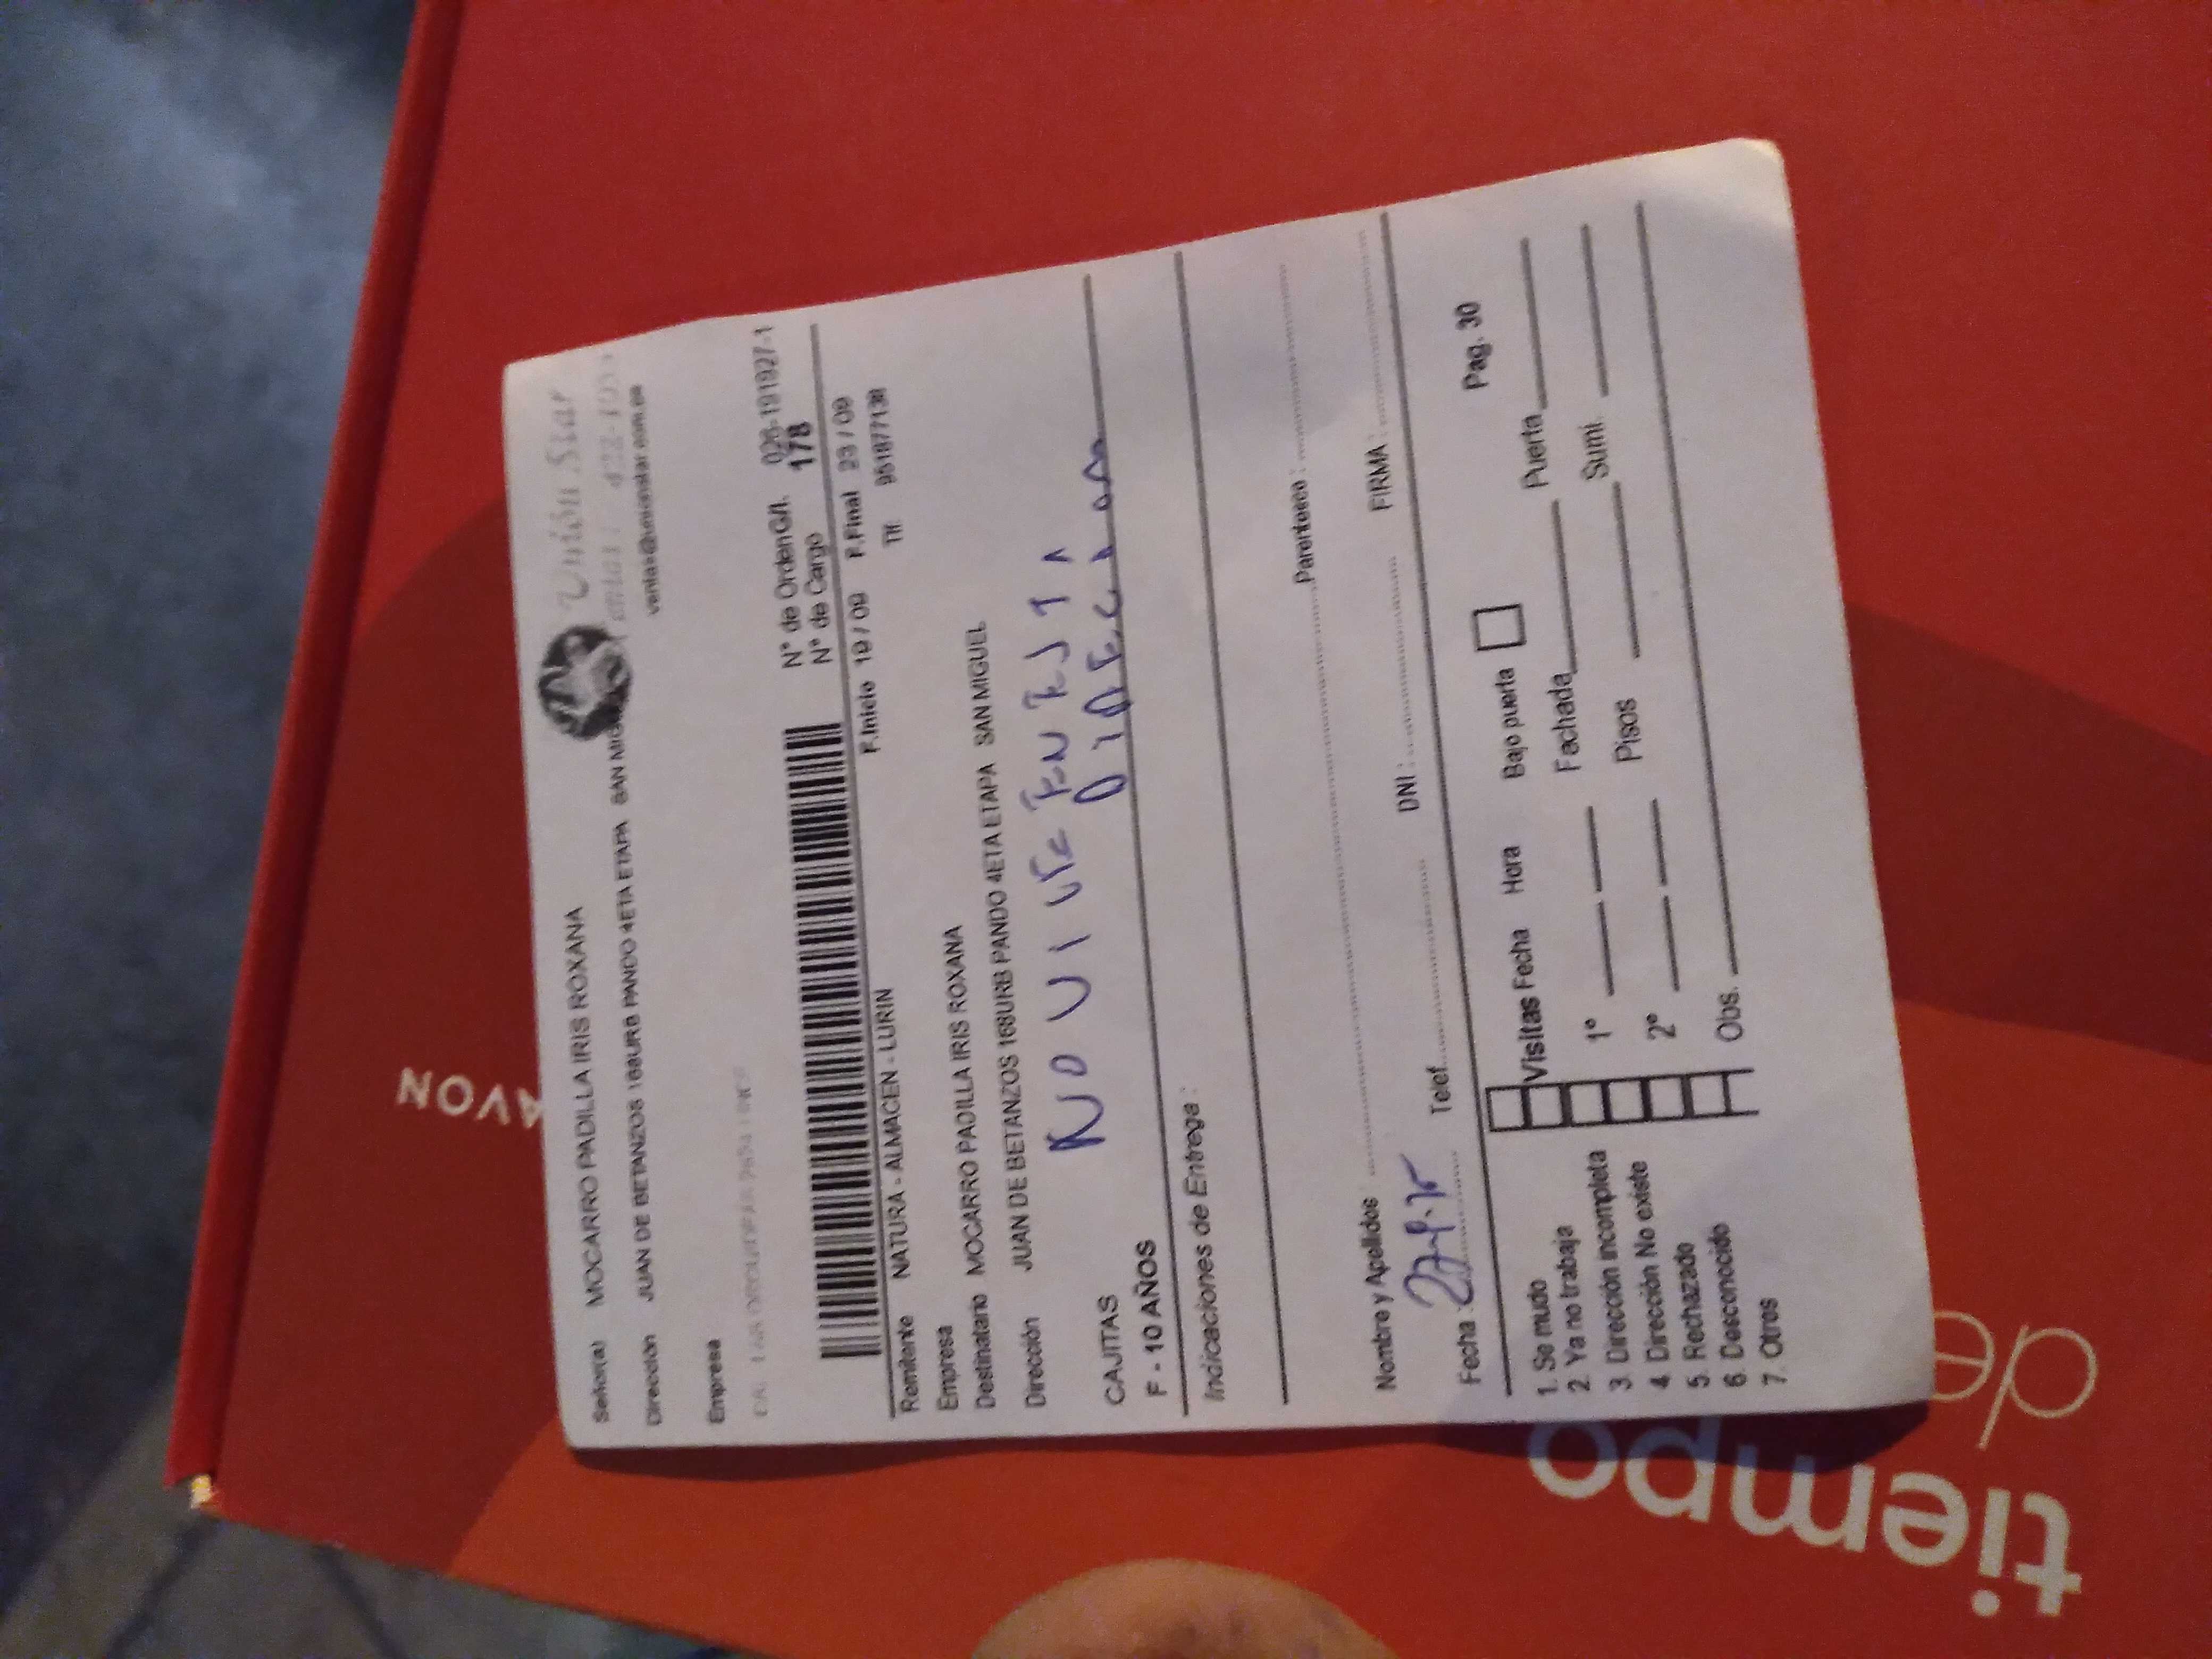 Unión Star
ventas@unionstar.com.pe
Señor(a) MOCARRO PADILLA IRIS ROXANA
Dirección JUAN DE BETANZOS 168URB PANDO 4ETA ETAPA SAN MIG
Empresa
N° de Orden G/I. 026-191927-1
N° de Cargo 178
F.Inicio 19 / 09 F.Final 23 / 09
Tlf. 951877138
Remitente NATURA - ALMACEN - LURIN
Empresa
Destinatario MOCARRO PADILLA IRIS ROXANA
Dirección JUAN DE BETANZOS 168URB PANDO 4ETA ETAPA SAN MIGUEL
NO VIVE EN ESTA
DIRECCION
CAJITAS
F - 10 AÑOS
Indicaciones de Entrega :
Parentesco :
Nombre y Apellidos FIRMA :
Fecha : Telef. DNI :
Pag. 30
1. Se mudo
2 Ya no trabaja
3 Dirección incompleta
4 Dirección No existe
5. Rechazado
6. Desconocido
7. Otros
Visitas Fecha Hora Bajo puerta
1° Fachada Puerta
2° Pisos Sumi.
Obs.
AVON
tiempo
de